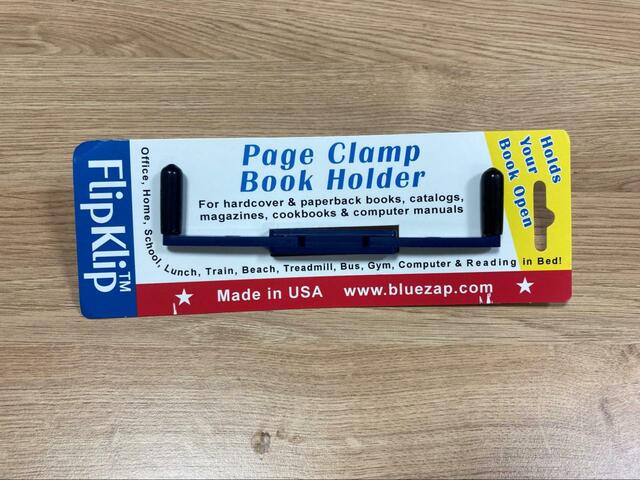 FlipKlip™
Page Clamp
Book Holder
For hardcover & paperback books, catalogs,
magazines, cookbooks & computer manuals
Holds
Your
Book Open
Office, Home, School, Lunch, Train, Beach, Treadmill, Bus, Gym, Computer & Reading in Bed!
Made in USA www.bluezap.com